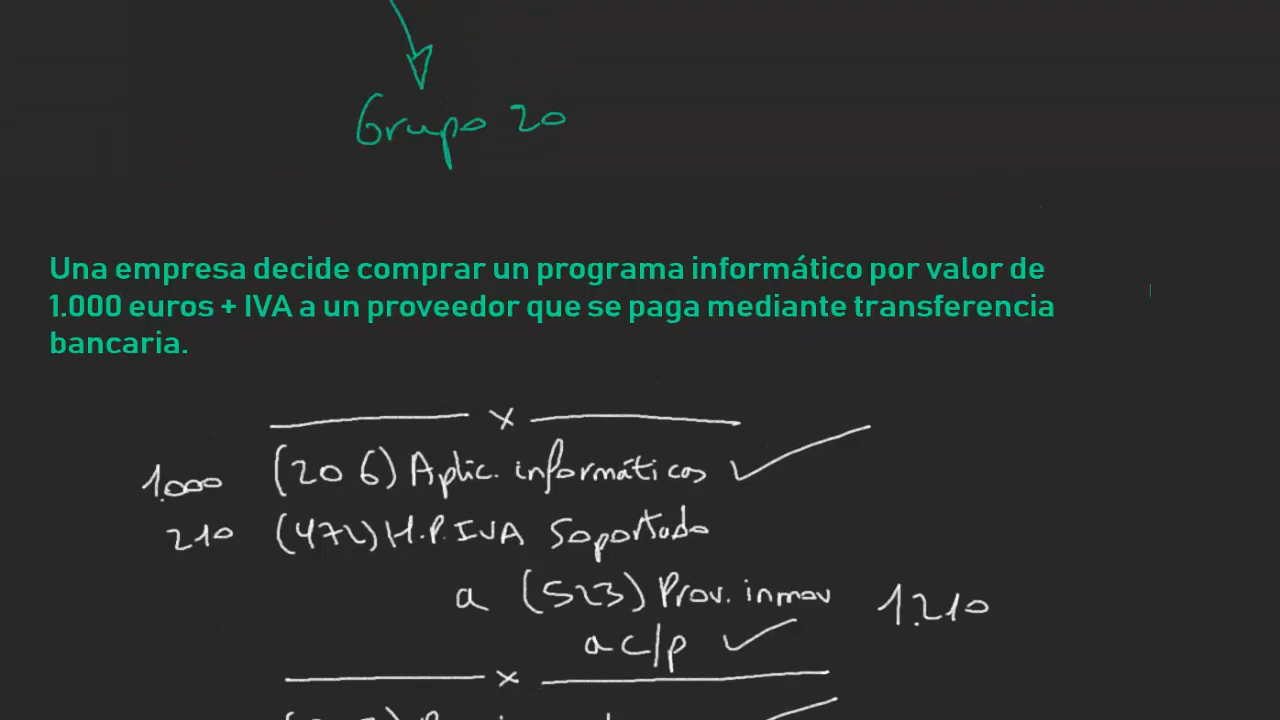 Grupo 20
Una empresa decide comprar un programa informático por valor de
1.000 euros + IVA a un proveedor que se paga mediante transferencia
bancaria.
x
1.000 (206) Aplic. informáticas
210 (472) H.P. IVA Soportado
a (523) Prov. inmov 1.210
a c/p
x